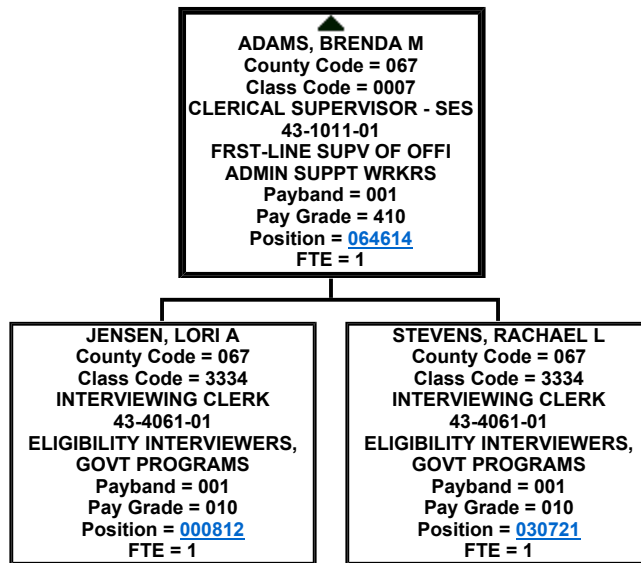 ADAMS, BRENDA M
County Code = 067
Class Code = 0007
CLERICAL SUPERVISOR - SES
43-1011-01
FRST-LINE SUPV OF OFFI
ADMIN SUPPT WRKRS
Payband = 001
Pay Grade = 410
Position = 064614
FTE = 1
JENSEN, LORI A
County Code = 067
Class Code = 3334
INTERVIEWING CLERK
43-4061-01
ELIGIBILITY INTERVIEWERS,
GOVT PROGRAMS
Payband = 001
Pay Grade = 010
Position = 000812
FTE = 1
STEVENS, RACHAEL L
County Code = 067
Class Code = 3334
INTERVIEWING CLERK
43-4061-01
ELIGIBILITY INTERVIEWERS,
GOVT PROGRAMS
Payband = 001
Pay Grade = 010
Position = 030721
FTE = 1